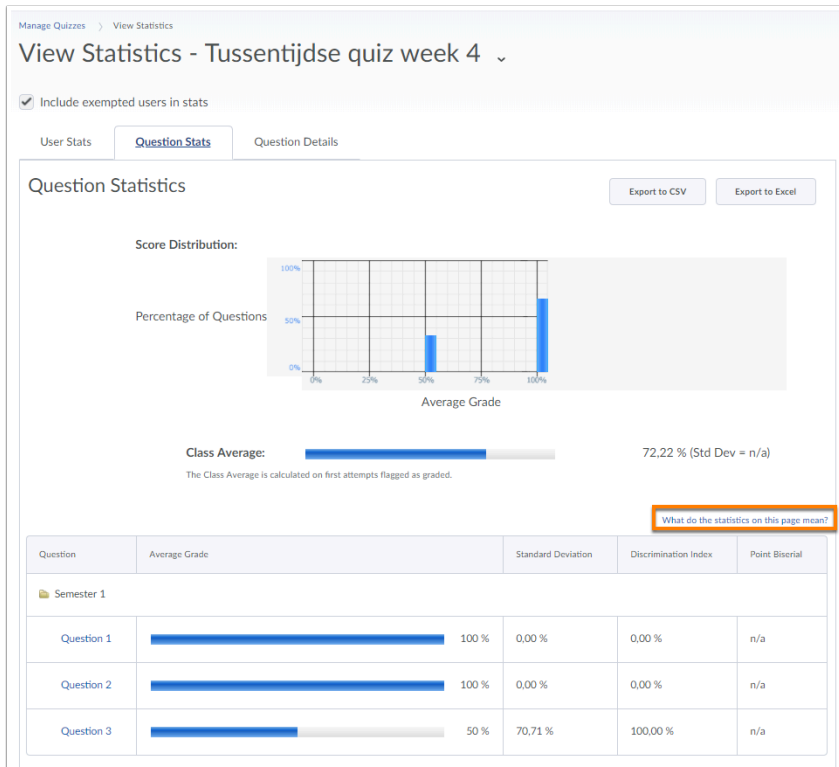 Manage Quizzes > View Statistics
View Statistics - Tussentijdse quiz week 4
Include exempted users in stats
User Stats Question Stats Question Details
Question Statistics
Export to CSV Export to Excel
Score Distribution:
100%
Percentage of Questions
50%
0%
0% 25% 50% 75% 100%
Average Grade
Class Average: 72,22 % (Std Dev = n/a)
The Class Average is calculated on first attempts flagged as graded.
What do the statistics on this page mean?
Question Average Grade Standard Deviation Discrimination Index Point Biserial
Semester 1
Question 1 100 % 0,00 % 0,00 % n/a
Question 2 100 % 0,00 % 0,00 % n/a
Question 3 50 % 70,71 % 100,00 % n/a